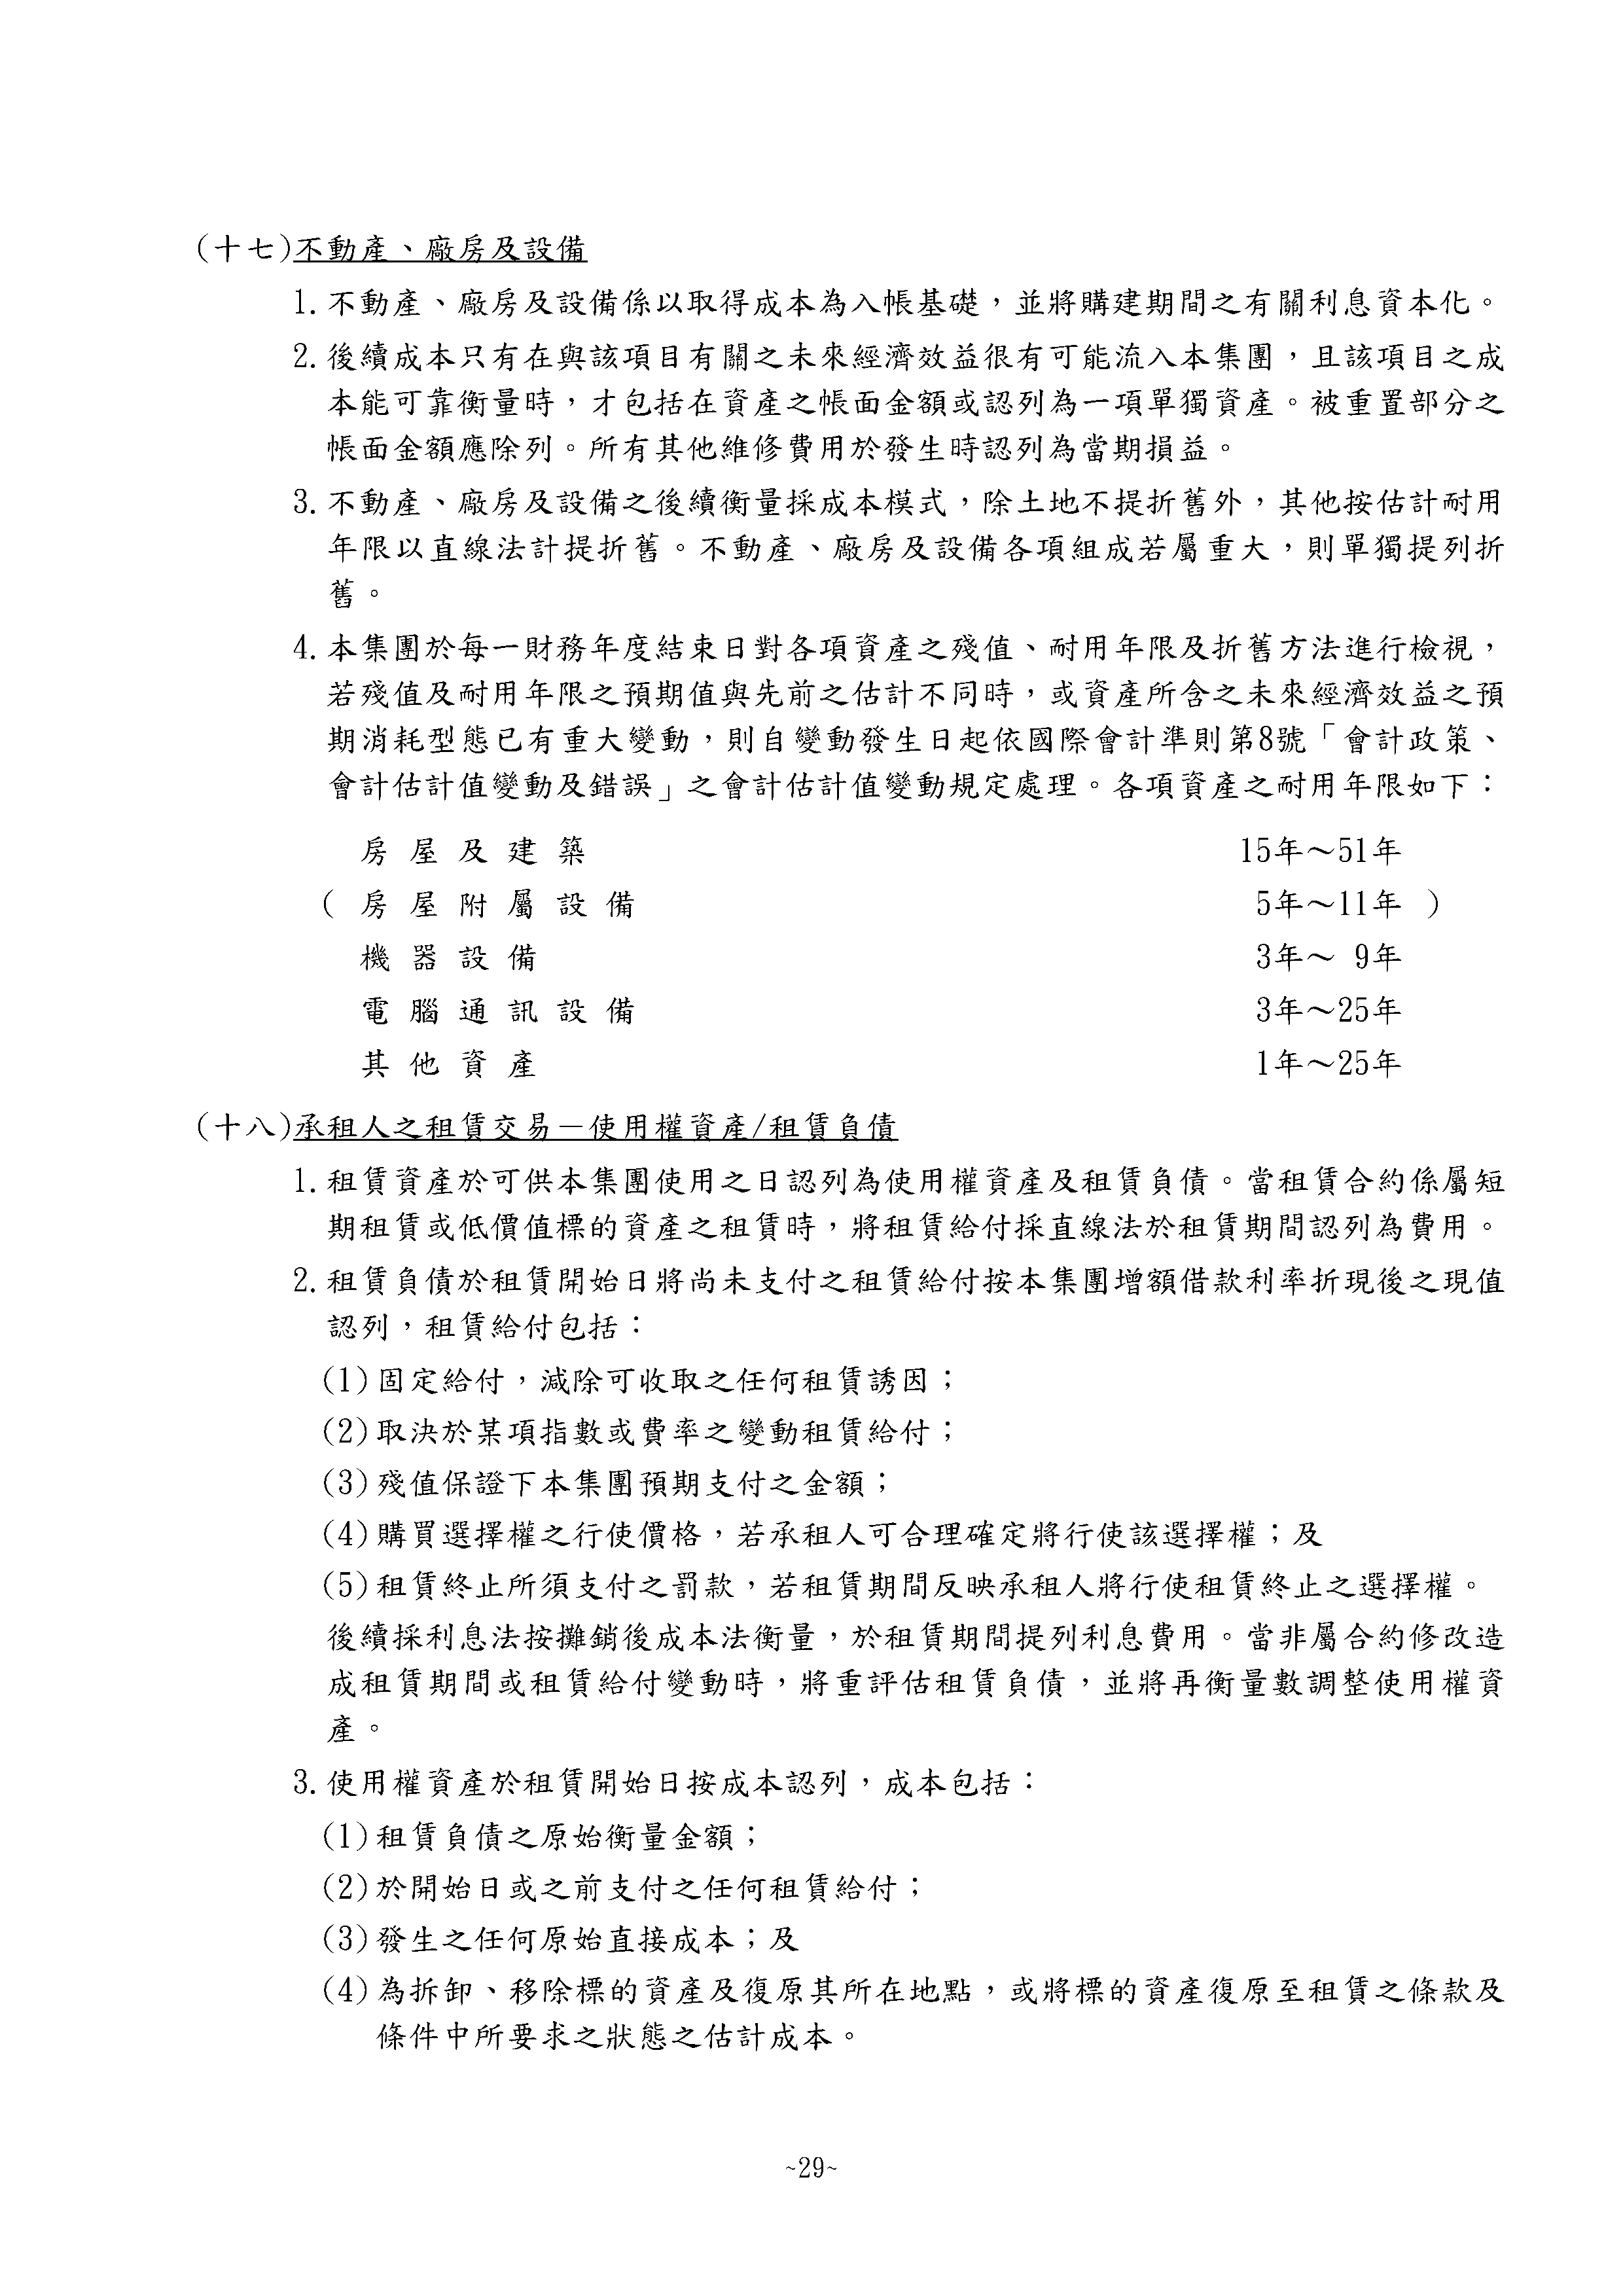 (十七)不動產、廠房及設備
1.不動產、廠房及設備係以取得成本為入帳基礎，並將購建期間之有關利息資本化。
2.後續成本只有在與該項目有關之未來經濟效益很有可能流入本集團，且該項目之成
本能可靠衡量時，才包括在資產之帳面金額或認列為一項單獨資產。被重置部分之
帳面金額應除列。所有其他維修費用於發生時認列為當期損益。
3.不動產、廠房及設備之後續衡量採成本模式，除土地不提折舊外，其他按估計耐用
年限以直線法計提折舊。不動產、廠房及設備各項組成若屬重大，則單獨提列折
舊。
4.本集團於每一財務年度結束日對各項資產之殘值、耐用年限及折舊方法進行檢視，
若殘值及耐用年限之預期值與先前之估計不同時，或資產所含之未來經濟效益之預
期消耗型態已有重大變動，則自變動發生日起依國際會計準則第8號「會計政策、
會計估計值變動及錯誤」之會計估計值變動規定處理。各項資產之耐用年限如下：
房屋及建築 15年～51年
( 房屋附屬設備 5年～11年 )
機器設備 3年～ 9年
電腦通訊設備 3年～25年
其他資產 1年～25年
(十八)承租人之租賃交易－使用權資產/租賃負債
1.租賃資產於可供本集團使用之日認列為使用權資產及租賃負債。當租賃合約係屬短
期租賃或低價值標的資產之租賃時，將租賃給付採直線法於租賃期間認列為費用。
2.租賃負債於租賃開始日將尚未支付之租賃給付按本集團增額借款利率折現後之現值
認列，租賃給付包括：
(1)固定給付，減除可收取之任何租賃誘因；
(2)取決於某項指數或費率之變動租賃給付；
(3)殘值保證下本集團預期支付之金額；
(4)購買選擇權之行使價格，若承租人可合理確定將行使該選擇權；及
(5)租賃終止所須支付之罰款，若租賃期間反映承租人將行使租賃終止之選擇權。
後續採利息法按攤銷後成本法衡量，於租賃期間提列利息費用。當非屬合約修改造
成租賃期間或租賃給付變動時，將重評估租賃負債，並將再衡量數調整使用權資
產。
3.使用權資產於租賃開始日按成本認列，成本包括：
(1)租賃負債之原始衡量金額；
(2)於開始日或之前支付之任何租賃給付；
(3)發生之任何原始直接成本；及
(4)為拆卸、移除標的資產及復原其所在地點，或將標的資產復原至租賃之條款及
條件中所要求之狀態之估計成本。
~29~